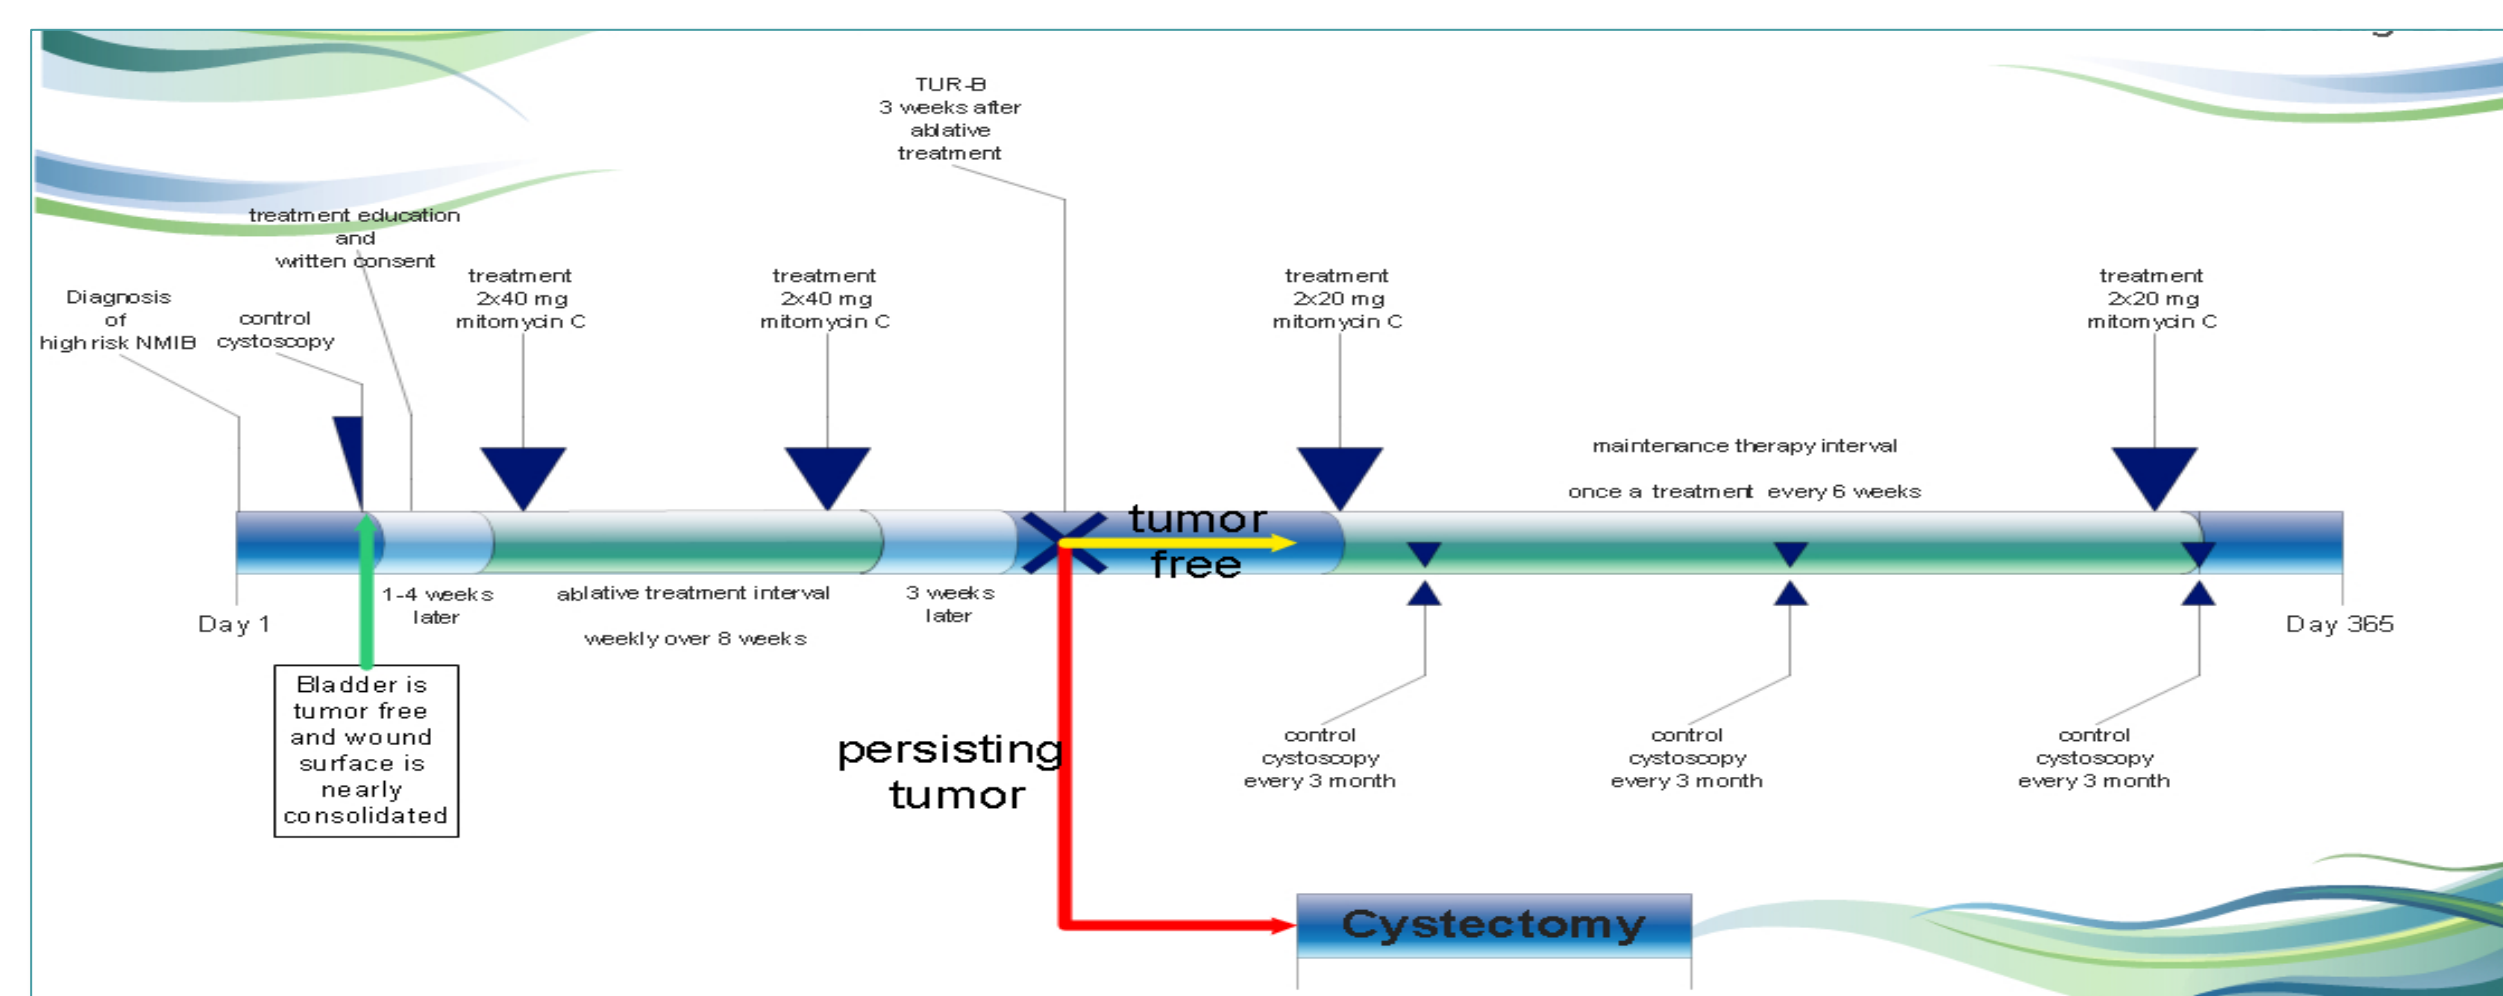 TUR-B
3 weeks after
ablative
treatment
treatment education
and
written consent
Diagnosis
of
high risk NMIB
control
cystoscopy
treatment
2x40 mg
mitomycin C
treatment
2x40 mg
mitomycin C
treatment
2x20 mg
mitomycin C
treatment
2x20 mg
mitomycin C
maintenance therapy interval
once a treatment every 6 weeks
tumor
free
Day 1
1-4 weeks
later
ablative treatment interval
weekly over 8 weeks
3 weeks
later
Day 365
Bladder is
tumor free
and wound
surface is
nearly
consolidated
persisting
tumor
control
cystoscopy
every 3 month
control
cystoscopy
every 3 month
control
cystoscopy
every 3 month
Cystectomy